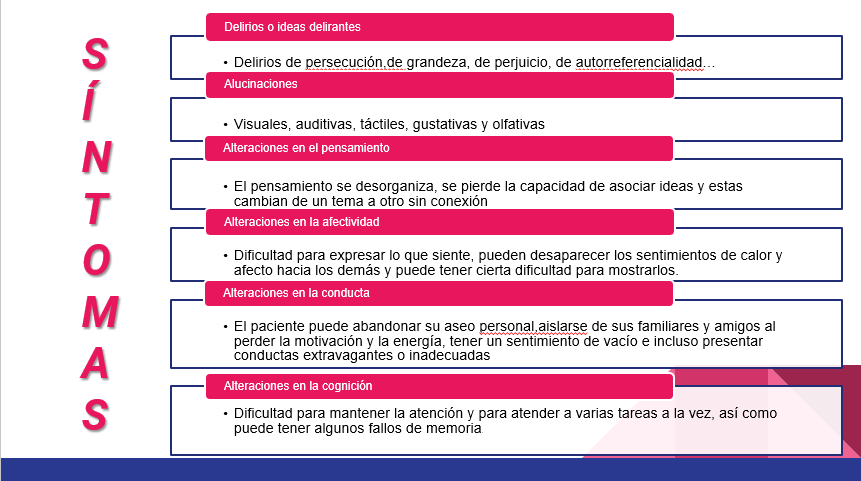 SÍNTOMAS
Delirios o ideas delirantes
• Delirios de persecución,de grandeza, de perjuicio, de autorreferencialidad…
Alucinaciones
• Visuales, auditivas, táctiles, gustativas y olfativas
Alteraciones en el pensamiento
• El pensamiento se desorganiza, se pierde la capacidad de asociar ideas y estas
cambian de un tema a otro sin conexión
Alteraciones en la afectividad
• Dificultad para expresar lo que siente, pueden desaparecer los sentimientos de calor y
afecto hacia los demás y puede tener cierta dificultad para mostrarlos.
Alteraciones en la conducta
• El paciente puede abandonar su aseo personal,aislarse de sus familiares y amigos al
perder la motivación y la energía, tener un sentimiento de vacío e incluso presentar
conductas extravagantes o inadecuadas
Alteraciones en la cognición
• Dificultad para mantener la atención y para atender a varias tareas a la vez, así como
puede tener algunos fallos de memoria